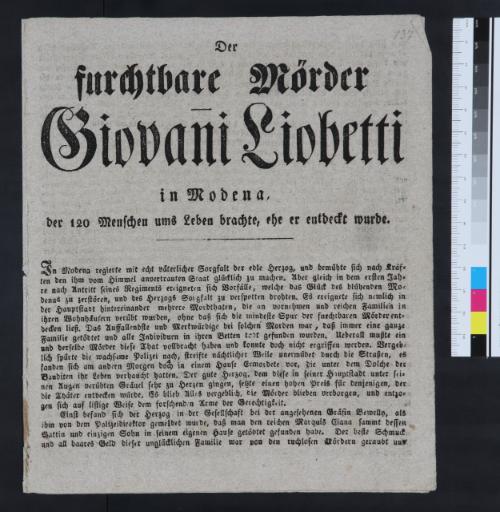 137
Der
furchtbare Mörder
Giovañi Liobetti
in Modena,
der 120 Menschen ums Leben brachte, ehe er entdeckt wurde.
In Modena regierte mit echt väterlicher Sorgfalt der edle Herzog, und bemühte sich nach Kräf-
ten den ihm vom Himmel anvertrauten Staat glücklich zu machen. Aber gleich in dem ersten Jah-
re nach Antritt seines Regiments ereigneten sich Vorfälle, welche das Glück des blühenden Mo-
denas zu zerstören, und des Herzogs Sorgfalt zu verspotten drohten. Es ereignete sich nemlich in
der Hauptstadt hintereinander mehrere Mordthaten, die an vornehmen und reichen Familien in
ihren Wohnhäusern verübt wurden, ohne daß sich die mindeste Spur der furchtbaren Mörder ent-
decken ließ. Das Auffallendste und Merkwürdige bei solchen Morden war, daß immer eine ganze
Familie getödtet und alle Individuen in ihren Betten todt gefunden wurden. Ueberall mußte ein
und derselbe Mörder diese That vollbracht haben und konnte doch nicht ergriffen werden. Vergeb-
lich spürte die wachsame Polizei nach, streifte nächtlicher Weile unermüdet durch die Straßen, es
fanden sich am andern Morgen doch in einem Hause Ermordete vor, die unter dem Dolche des
Banditen ihr Leben verhaucht hatten. Der gute Herzog, dem diese in seiner Hauptstadt unter sei-
nen Augen verübten Gräuel sehr zu Herzen gingen, setzte einen hohen Preis für denjenigen, der
die Thäter entdecken würde. Es blieb Alles vergeblich, die Mörder blieben verborgen, und entzo-
gen sich auf listige Weise dem forschenden Arme der Gerechtigkeit.
Einst befand sich der Herzog in der Gesellschaft bei der angesehenen Gräfin Bewelly, als
ihm von dem Polizeidirektor gemeldet wurde, daß man den reichen Marquis Ciana sammt dessen
Gattin und einzigen Sohn in seinem eigenen Hause getödtet gefunden habe. Der beste Schmuck
und all baares Geld dieser unglücklichen Familie war von den ruchlosen Mördern geraubt und